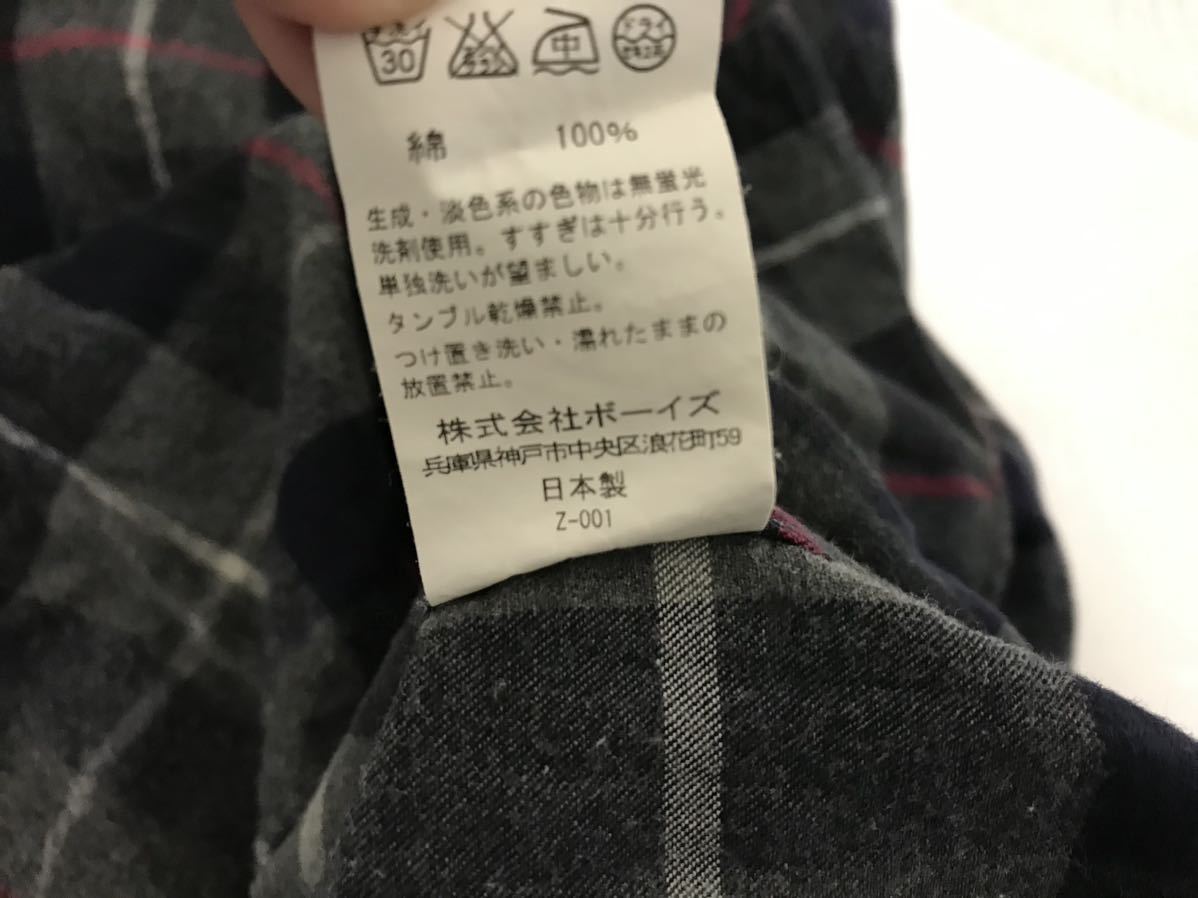 30 中 ドライ
綿 100%
生成・淡色系の色物は無蛍光
洗剤使用。すすぎは十分行う。
単独洗いが望ましい。
タンブル乾燥禁止。
つけ置き洗い・濡れたままの
放置禁止。
株式会社ボーイズ
兵庫県神戸市中央区浪花町59
日本製
Z-001